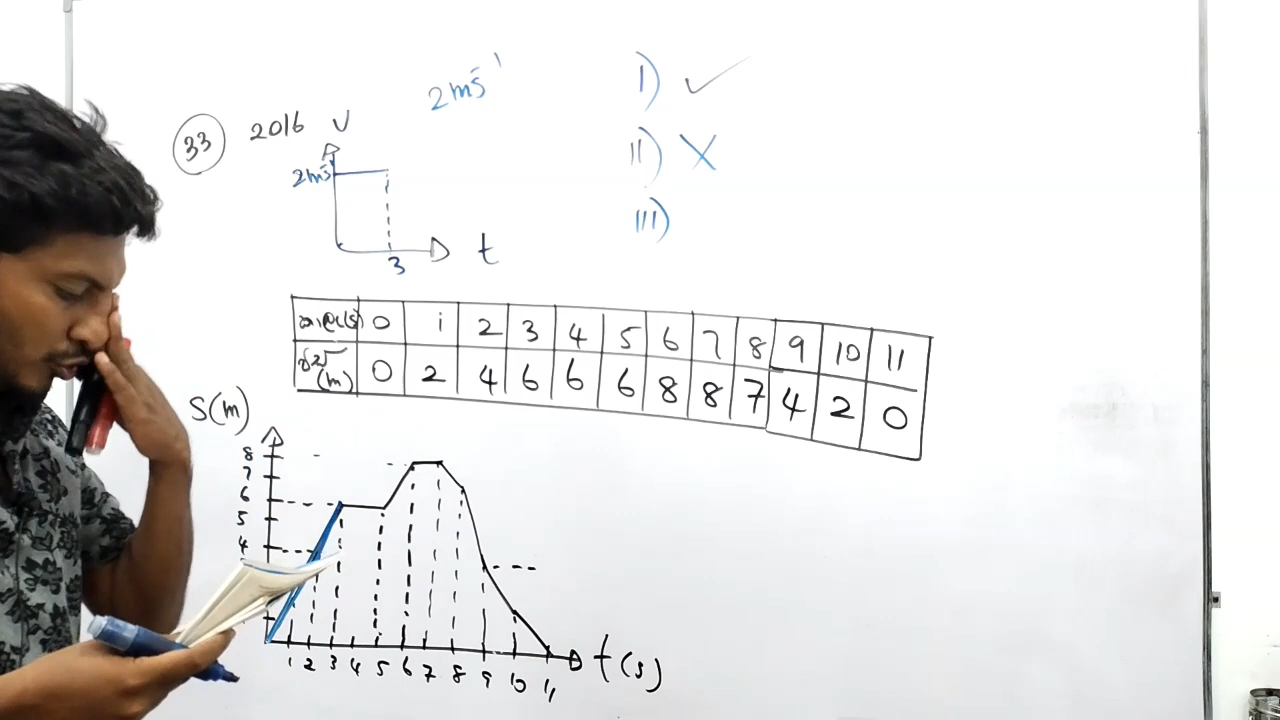 33 2016 V
2ms⁻¹
I) ✓
II) X
III)
2ms⁻¹
3
t
0 1 2 3 4 5 6 7 8 9 10 11
(m) 0 2 4 6 6 6 8 8 7 4 2 0
S(m)
8
7
6
5
4
1 2 3 4 5 6 7 8 9 10 11
t(s)